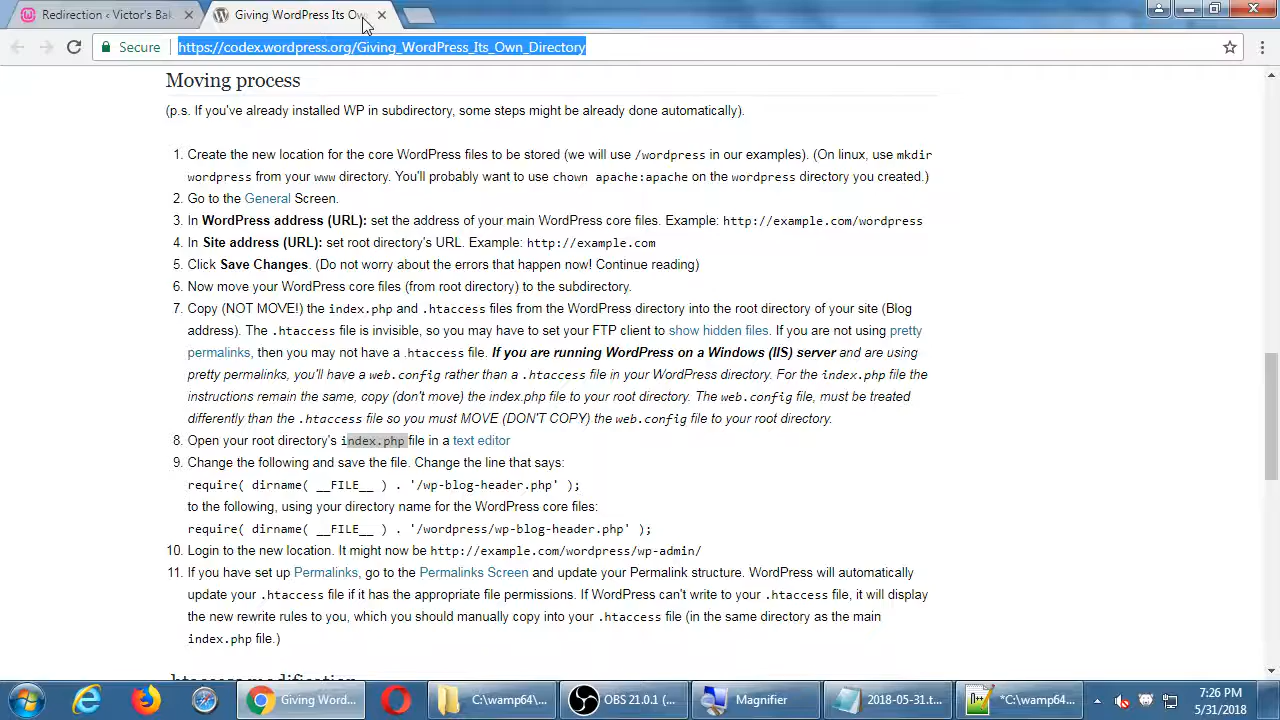 Redirection ‹ Victor's Bak
Giving WordPress Its Ow
Secure
https://codex.wordpress.org/Giving_WordPress_Its_Own_Directory
Moving process
(p.s. If you've already installed WP in subdirectory, some steps might be already done automatically).
1. Create the new location for the core WordPress files to be stored (we will use /wordpress in our examples). (On linux, use mkdir
wordpress from your www directory. You'll probably want to use chown apache:apache on the wordpress directory you created.)
2. Go to the General Screen.
3. In WordPress address (URL): set the address of your main WordPress core files. Example: http://example.com/wordpress
4. In Site address (URL): set root directory's URL. Example: http://example.com
5. Click Save Changes. (Do not worry about the errors that happen now! Continue reading)
6. Now move your WordPress core files (from root directory) to the subdirectory.
7. Copy (NOT MOVE!) the index.php and .htaccess files from the WordPress directory into the root directory of your site (Blog
address). The .htaccess file is invisible, so you may have to set your FTP client to show hidden files. If you are not using pretty
permalinks, then you may not have a .htaccess file. If you are running WordPress on a Windows (IIS) server and are using
pretty permalinks, you'll have a web.config rather than a .htaccess file in your WordPress directory. For the index.php file the
instructions remain the same, copy (don't move) the index.php file to your root directory. The web.config file, must be treated
differently than the .htaccess file so you must MOVE (DON'T COPY) the web.config file to your root directory.
8. Open your root directory's index.php file in a text editor
9. Change the following and save the file. Change the line that says:
require( dirname( __FILE__ ) . '/wp-blog-header.php' );
to the following, using your directory name for the WordPress core files:
require( dirname( __FILE__ ) . '/wordpress/wp-blog-header.php' );
10. Login to the new location. It might now be http://example.com/wordpress/wp-admin/
11. If you have set up Permalinks, go to the Permalinks Screen and update your Permalink structure. WordPress will automatically
update your .htaccess file if it has the appropriate file permissions. If WordPress can't write to your .htaccess file, it will display
the new rewrite rules to you, which you should manually copy into your .htaccess file (in the same directory as the main
index.php file.)
.htaccess modification
Giving Word...
C:\wamp64\...
OBS 21.0.1 (...
Magnifier
2018-05-31.t...
*C:\wamp64...
7:26 PM
5/31/2018